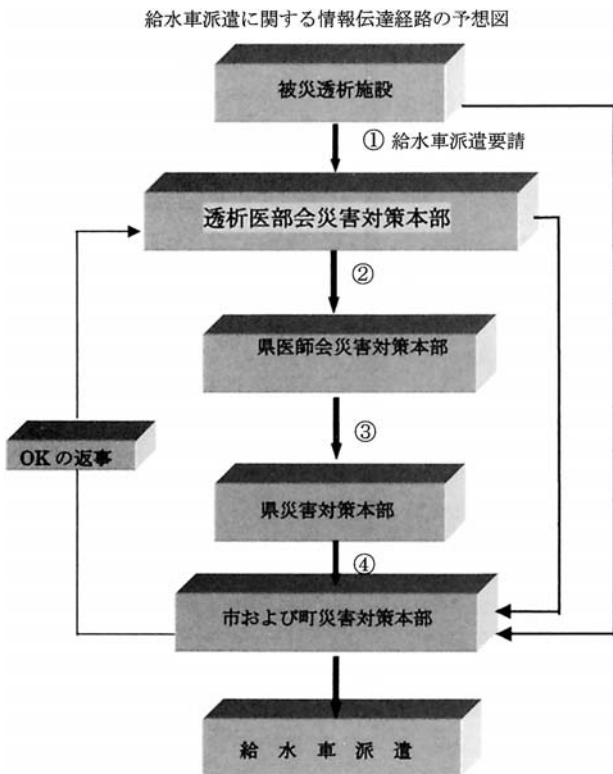 給水車派遣に関する情報伝達経路の予想図
被災透析施設
① 給水車派遣要請
透析医部会災害対策本部
②
県医師会災害対策本部
③
OKの返事
県災害対策本部
④
市および町災害対策本部
給水車派遣